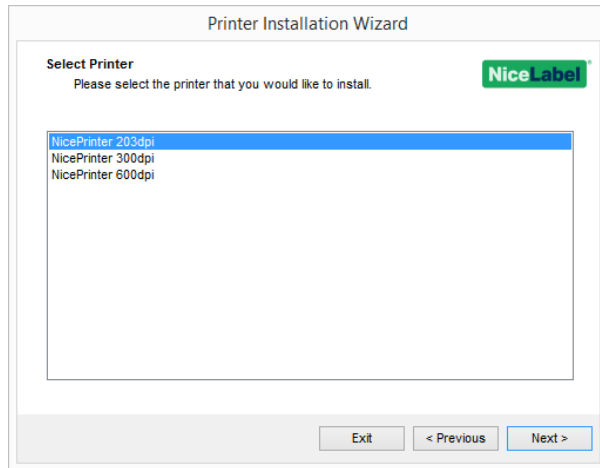 Printer Installation Wizard
Select Printer
Please select the printer that you would like to install.
NiceLabel
NicePrinter 203dpi
NicePrinter 300dpi
NicePrinter 600dpi
Exit
< Previous
Next >